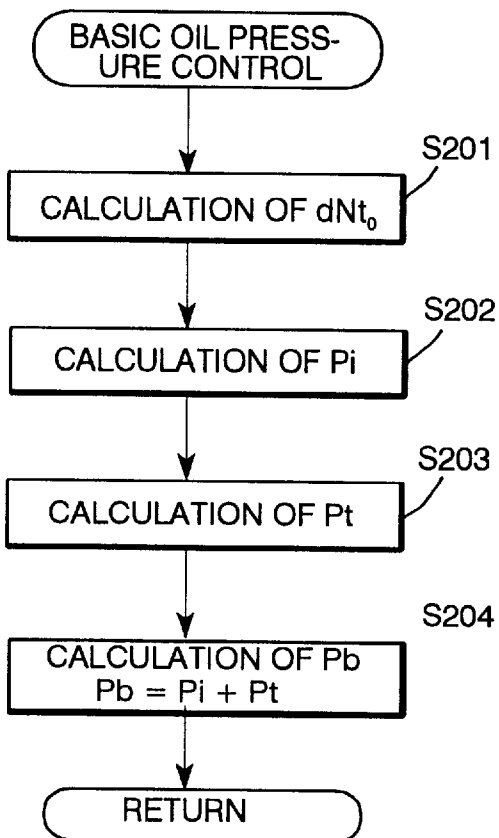 BASIC OIL PRESS-
URE CONTROL
S201
CALCULATION OF dNt₀
S202
CALCULATION OF Pi
S203
CALCULATION OF Pt
S204
CALCULATION OF Pb
Pb = Pi + Pt
RETURN